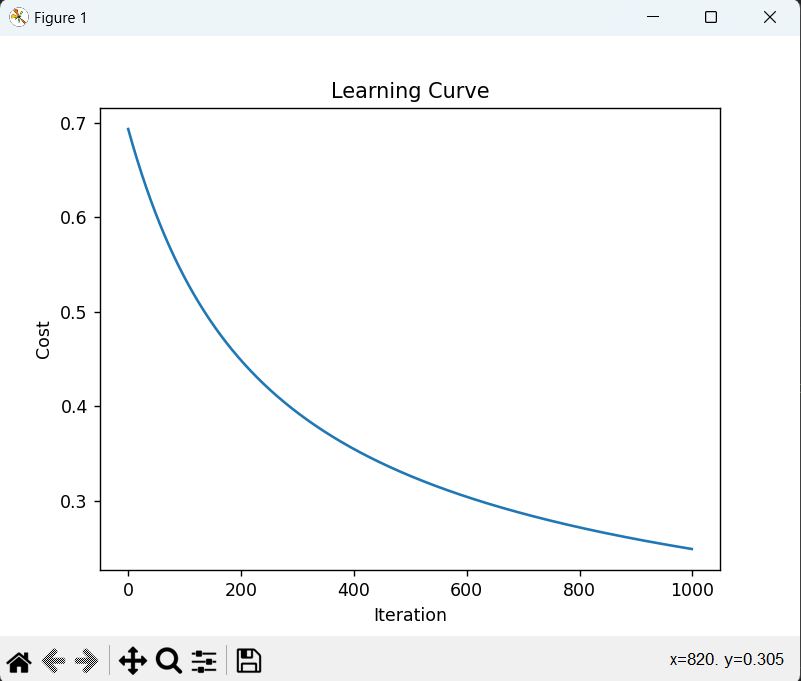 Figure 1
Learning Curve
0.7
0.6
0.5
0.4
0.3
Cost
0 200 400 600 800 1000
Iteration
x=820. y=0.305